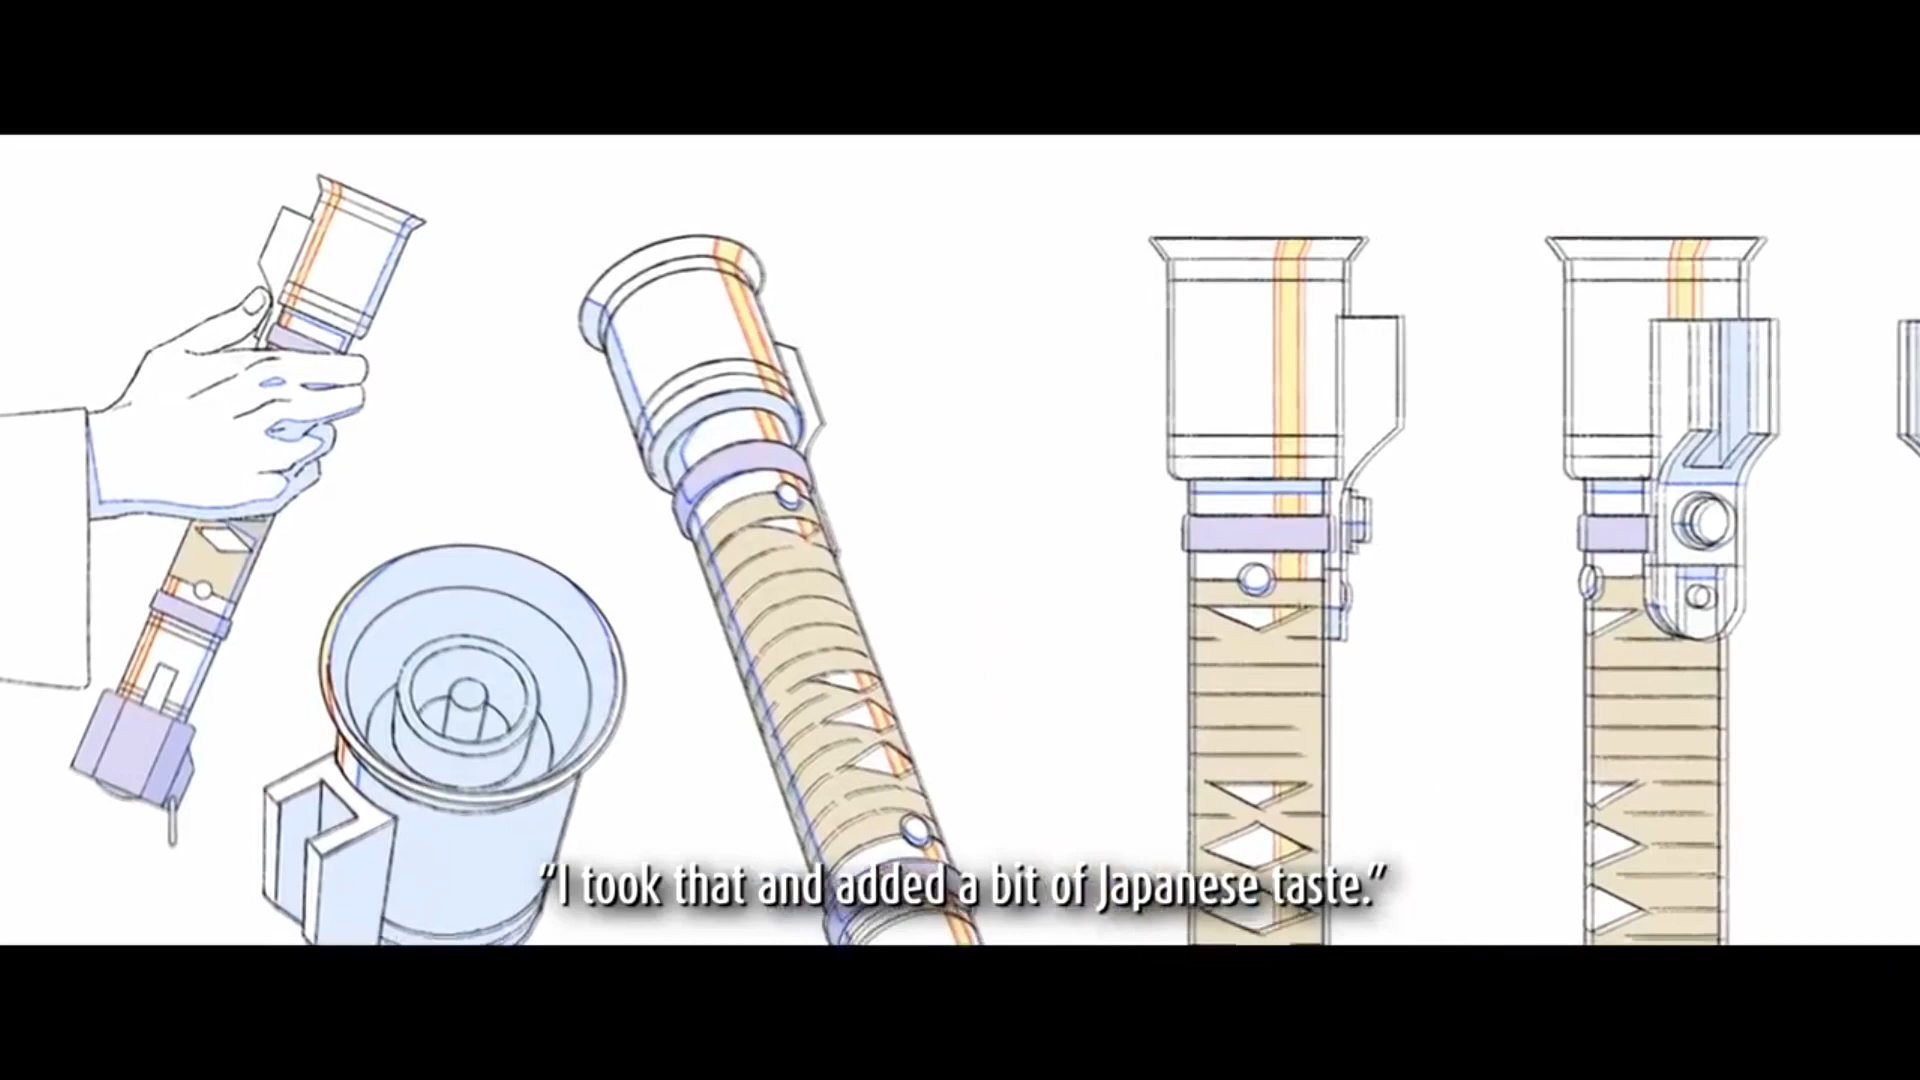 "I took that and added a bit of Japanese taste."